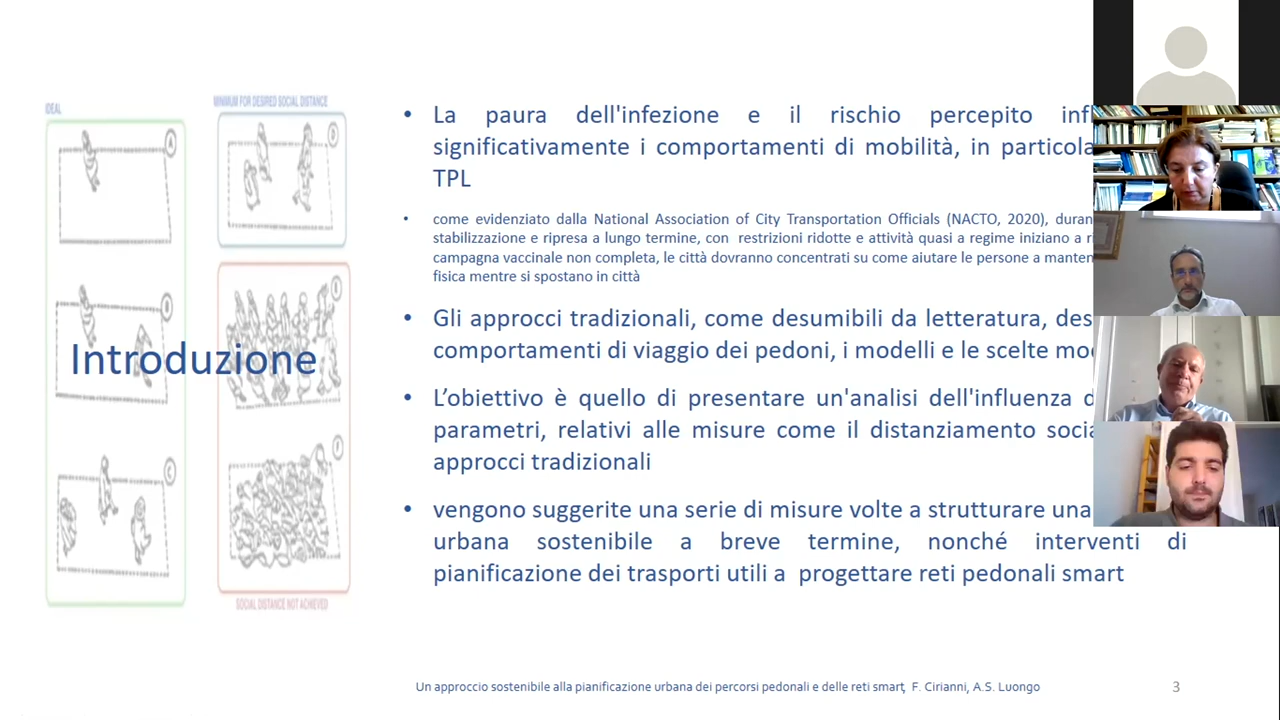 IDEAL
MINIMUM FOR DESIRED SOCIAL DISTANCE
A
D
B
E
C
F
SOCIAL DISTANCE NOT ACHIEVED
Introduzione
• La paura dell'infezione e il rischio percepito
significativamente i comportamenti di mobilità, in
TPL
• come evidenziato dalla National Association of City Transportation Officials (NACTO, 2020),
stabilizzazione e ripresa a lungo termine, con restrizioni ridotte e attività quasi a regime iniziano a
campagna vaccinale non completa, le città dovranno concentrati su come aiutare le persone a
fisica mentre si spostano in città
• Gli approcci tradizionali, come desumibili da letteratura,
comportamenti di viaggio dei pedoni, i modelli e le scelte
• L’obiettivo è quello di presentare un'analisi dell'influenza
parametri, relativi alle misure come il distanziamento
approcci tradizionali
• vengono suggerite una serie di misure volte a strutturare una
urbana sostenibile a breve termine, nonché interventi di
pianificazione dei trasporti utili a progettare reti pedonali smart
Un approccio sostenibile alla pianificazione urbana dei percorsi pedonali e delle reti smart, F. Cirianni, A.S. Luongo
3